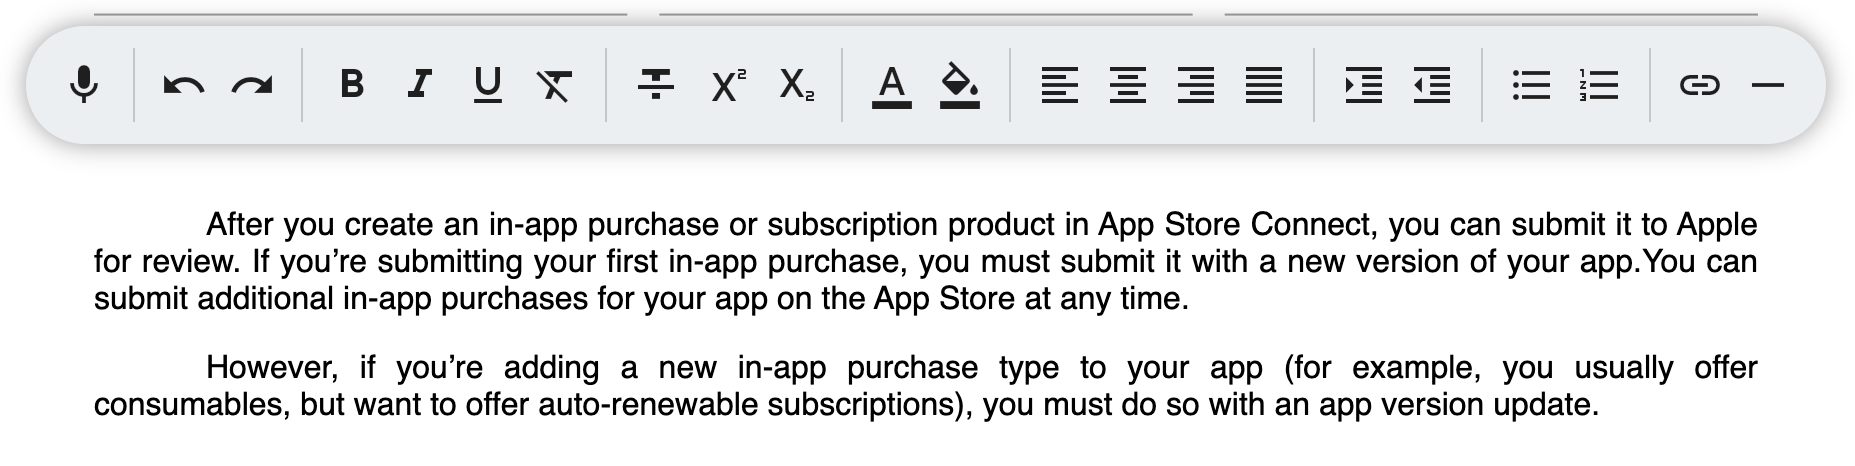 B I U T X² X₂ A
After you create an in-app purchase or subscription product in App Store Connect, you can submit it to Apple
for review. If you’re submitting your first in-app purchase, you must submit it with a new version of your app.You can
submit additional in-app purchases for your app on the App Store at any time.
However, if you’re adding a new in-app purchase type to your app (for example, you usually offer
consumables, but want to offer auto-renewable subscriptions), you must do so with an app version update.